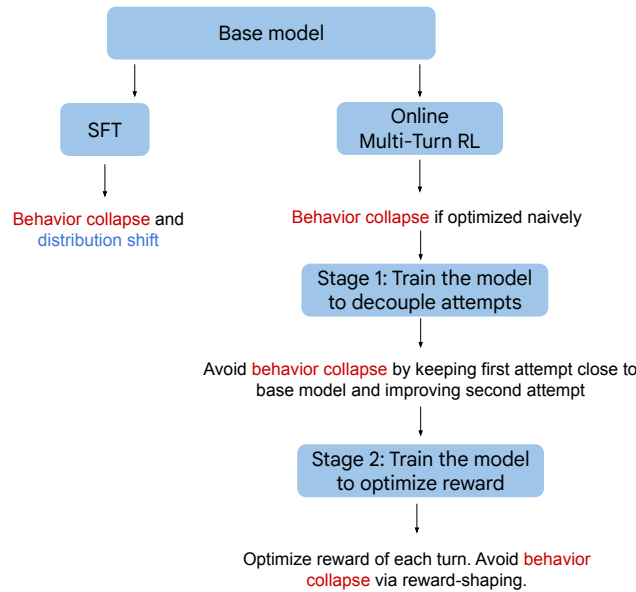 Base model
SFT
Behavior collapse and
distribution shift
Online
Multi-Turn RL
Behavior collapse if optimized naively
Stage 1: Train the model
to decouple attempts
Avoid behavior collapse by keeping first attempt close to
base model and improving second attempt
Stage 2: Train the model
to optimize reward
Optimize reward of each turn. Avoid behavior
collapse via reward-shaping.